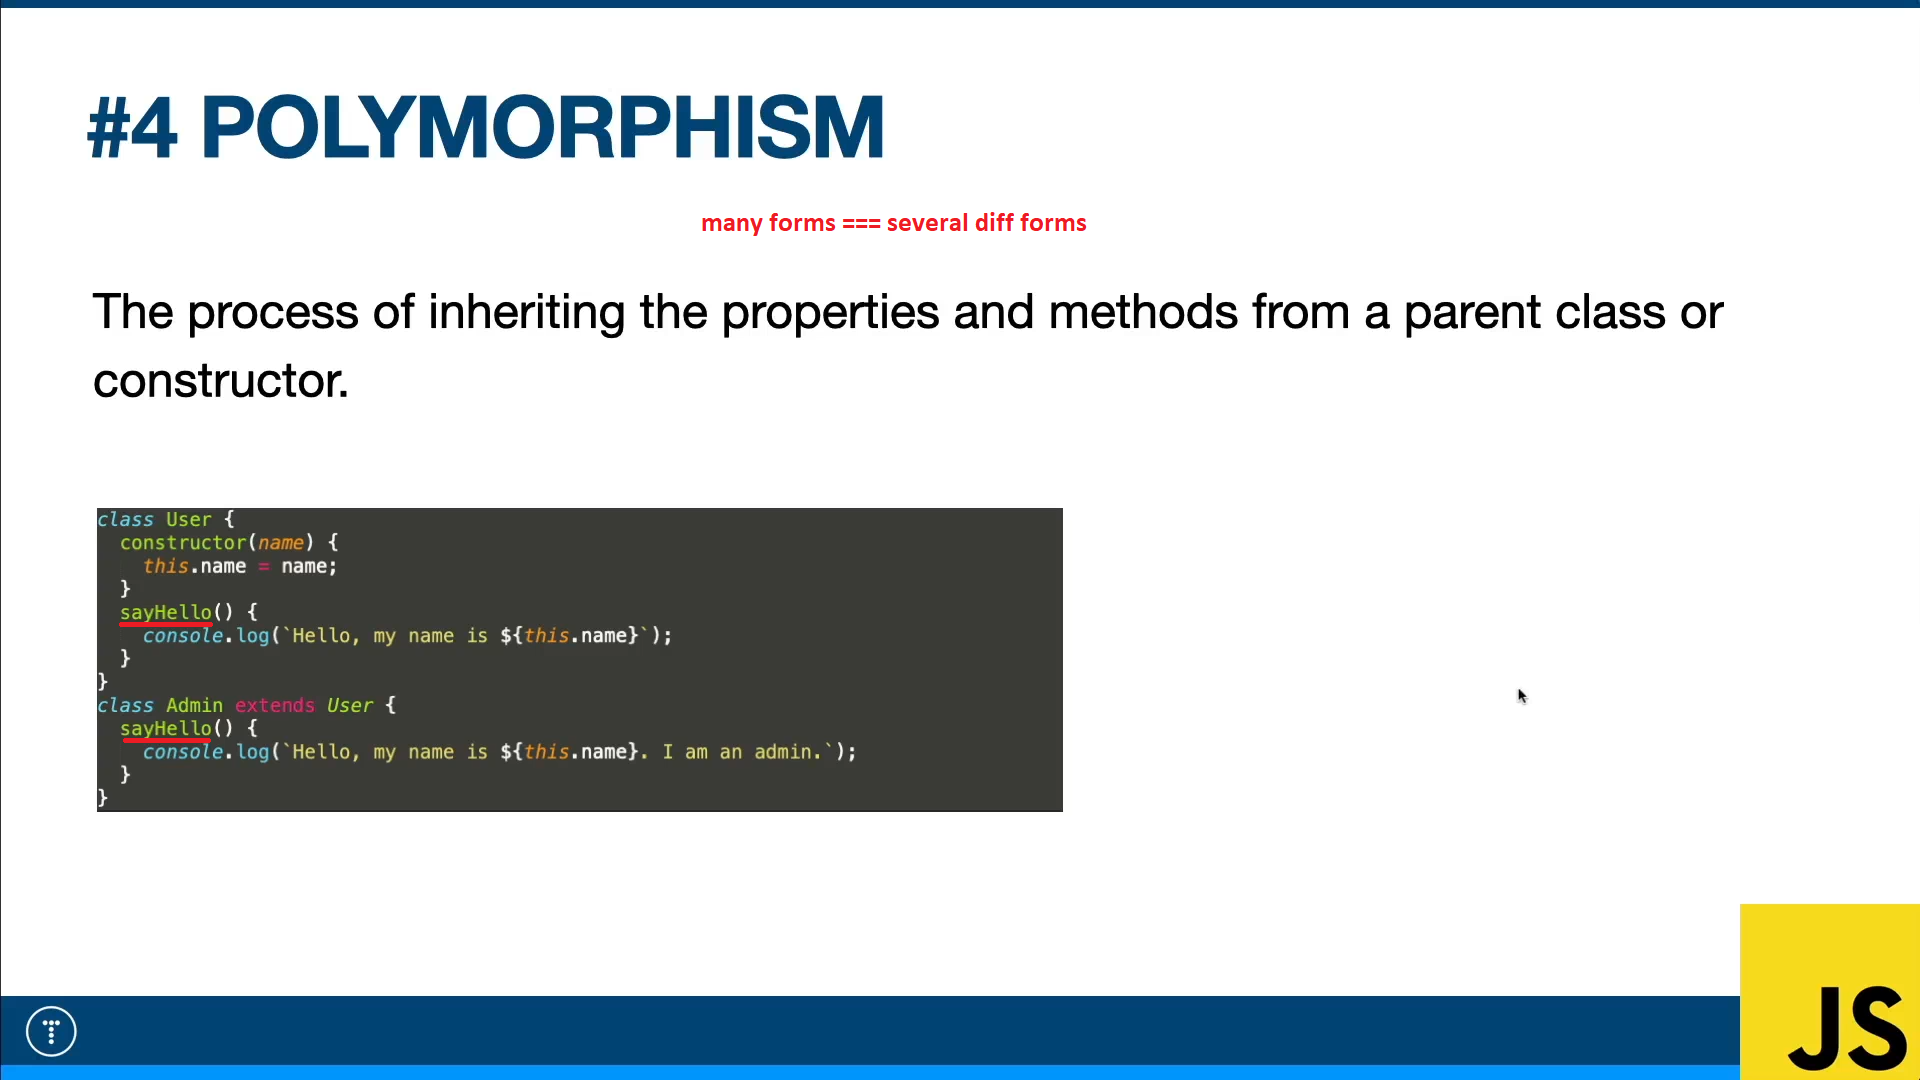 #4 POLYMORPHISM
many forms === several diff forms
The process of inheriting the properties and methods from a parent class or
constructor.
class User {
  constructor(name) {
    this.name = name;
  }
  sayHello() {
    console.log(`Hello, my name is ${this.name}`);
  }
}
class Admin extends User {
  sayHello() {
    console.log(`Hello, my name is ${this.name}. I am an admin.`);
  }
}
T
JS